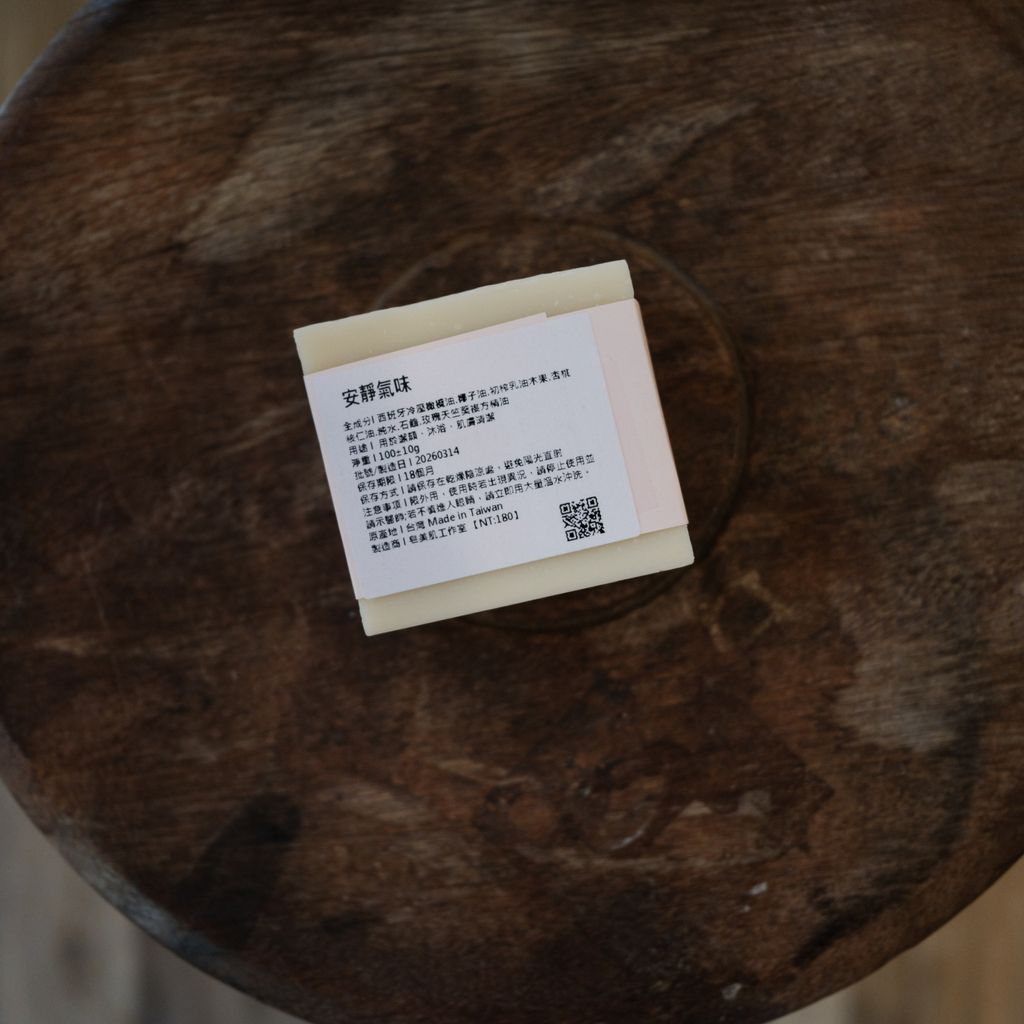 安靜氣味
全成分| 西班牙冷壓橄欖油.椰子油.初榨乳油木果.杏桃
核仁油.純水.石鹼.玫瑰天竺葵複方精油
用途| 用於潔顏、沐浴、肌膚清潔
淨重|100±10g
批號/製造日|20260314
保存期限|18個月
保存方式|請保存在乾燥陰涼處，避免陽光直射
注意事項|限外用，使用時若出現異況，請停止使用並
請示醫師;若不慎進入眼睛，請立即用大量溫水沖洗。
原產地|台灣 Made in Taiwan
製造商|皂美肌工作室 【NT:180】